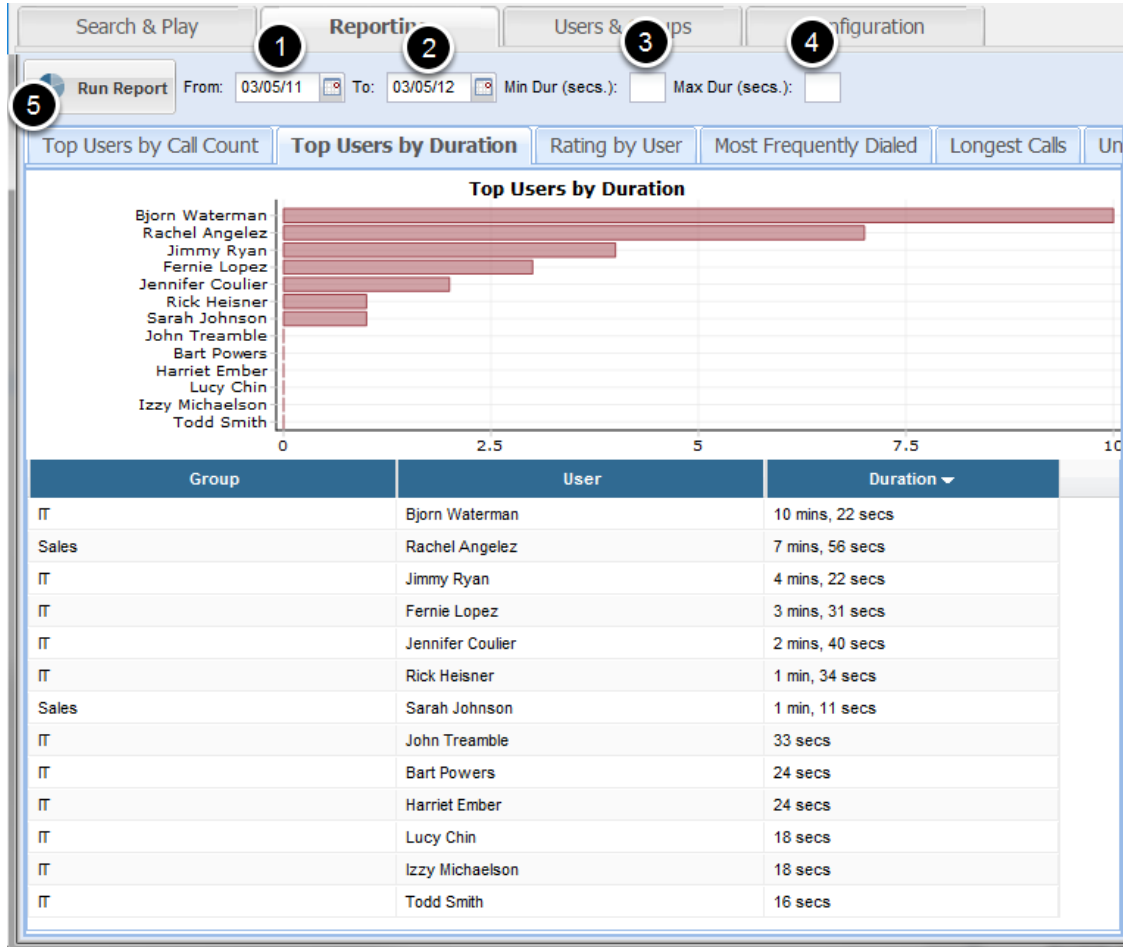 Search & Play Reporting Users & Groups Configuration
1 2 3 4
Run Report From: 03/05/11 To: 03/05/12 Min Dur (secs.): Max Dur (secs.):
5
Top Users by Call Count Top Users by Duration Rating by User Most Frequently Dialed Longest Calls Un
Top Users by Duration
Bjorn Waterman
Rachel Angelez
Jimmy Ryan
Fernie Lopez
Jennifer Coulier
Rick Heisner
Sarah Johnson
John Treamble
Bart Powers
Harriet Ember
Lucy Chin
Izzy Michaelson
Todd Smith
0 2.5 5 7.5 10
Group User Duration
IT Bjorn Waterman 10 mins, 22 secs
Sales Rachel Angelez 7 mins, 56 secs
IT Jimmy Ryan 4 mins, 22 secs
IT Fernie Lopez 3 mins, 31 secs
IT Jennifer Coulier 2 mins, 40 secs
IT Rick Heisner 1 min, 34 secs
Sales Sarah Johnson 1 min, 11 secs
IT John Treamble 33 secs
IT Bart Powers 24 secs
IT Harriet Ember 24 secs
IT Lucy Chin 18 secs
IT Izzy Michaelson 18 secs
IT Todd Smith 16 secs